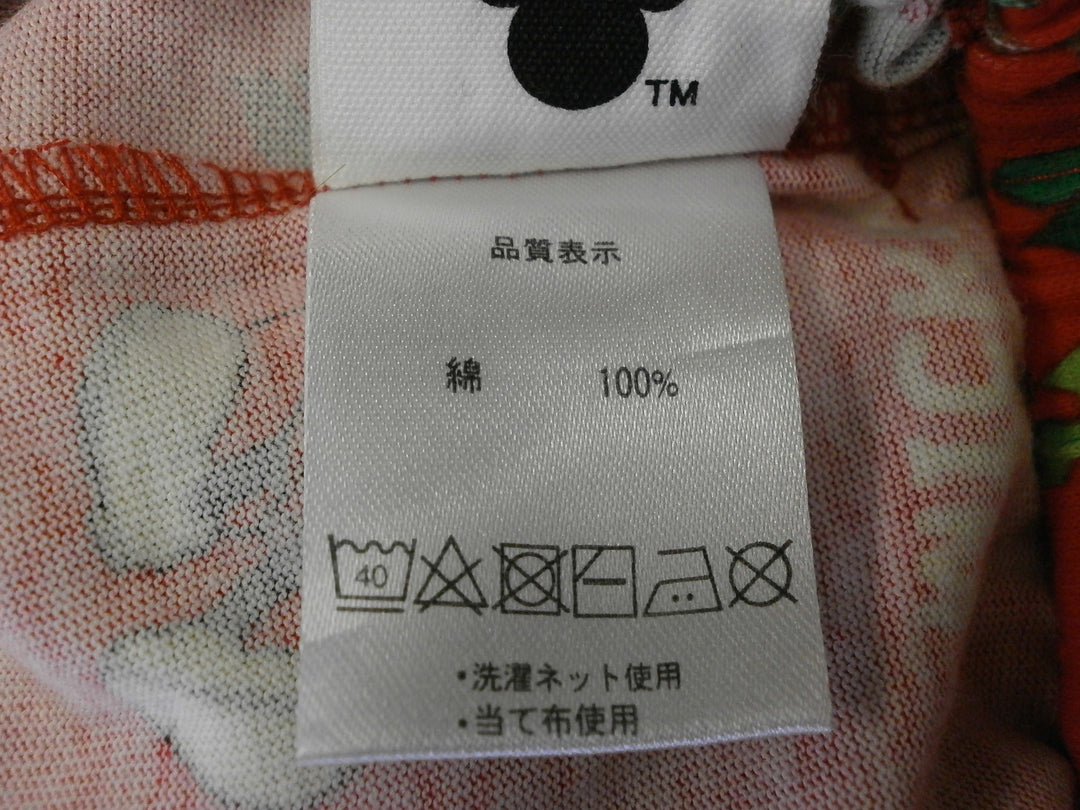 TM
品質表示
綿 100%
40
・洗濯ネット使用
・当て布使用